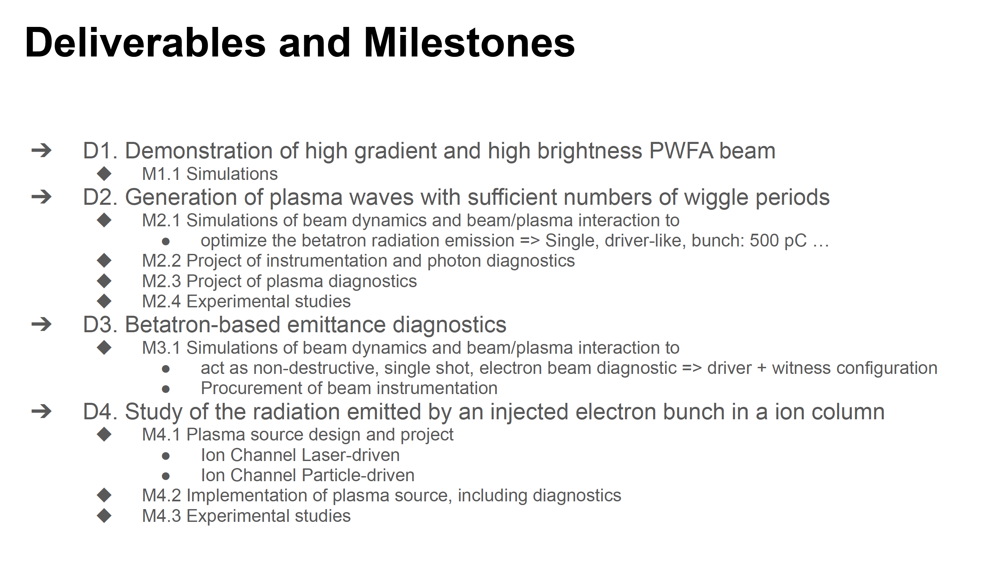 Deliverables and Milestones
➔ D1. Demonstration of high gradient and high brightness PWFA beam
◆ M1.1 Simulations
➔ D2. Generation of plasma waves with sufficient numbers of wiggle periods
◆ M2.1 Simulations of beam dynamics and beam/plasma interaction to
● optimize the betatron radiation emission => Single, driver-like, bunch: 500 pC …
◆ M2.2 Project of instrumentation and photon diagnostics
◆ M2.3 Project of plasma diagnostics
◆ M2.4 Experimental studies
➔ D3. Betatron-based emittance diagnostics
◆ M3.1 Simulations of beam dynamics and beam/plasma interaction to
● act as non-destructive, single shot, electron beam diagnostic => driver + witness configuration
● Procurement of beam instrumentation
➔ D4. Study of the radiation emitted by an injected electron bunch in a ion column
◆ M4.1 Plasma source design and project
● Ion Channel Laser-driven
● Ion Channel Particle-driven
◆ M4.2 Implementation of plasma source, including diagnostics
◆ M4.3 Experimental studies